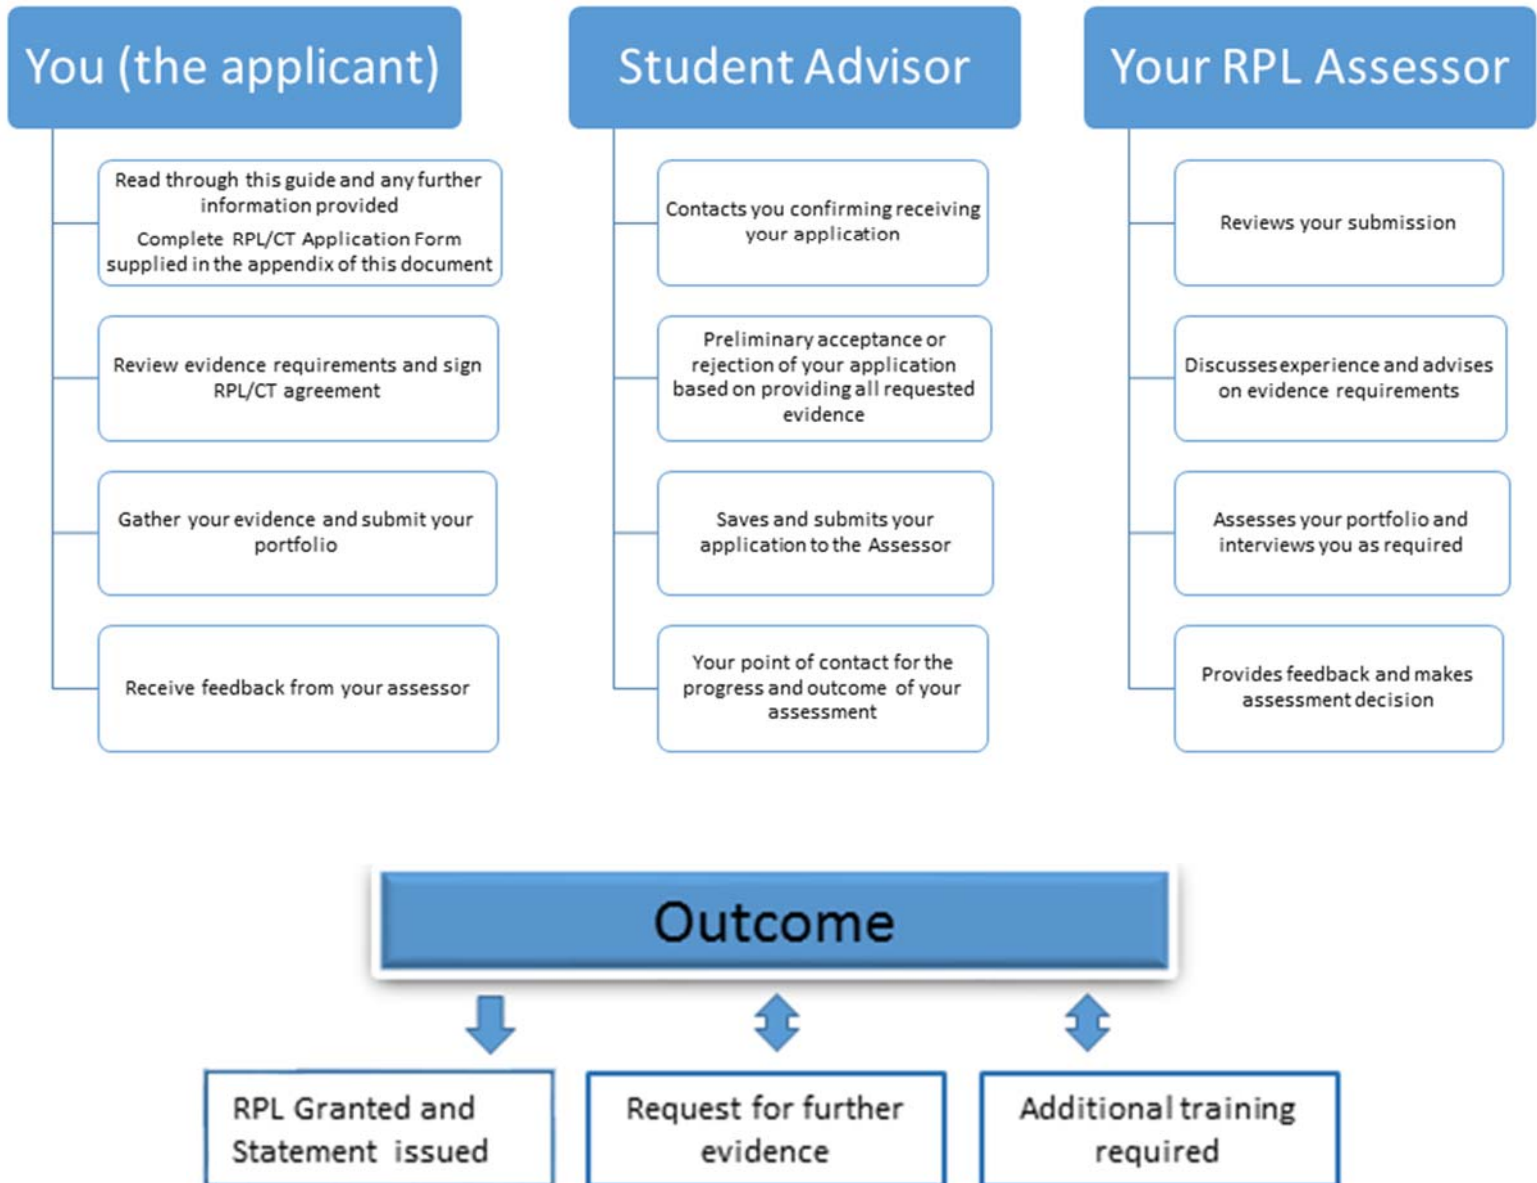 You (the applicant)
Read through this guide and any further
information provided
Complete RPL/CT Application Form
supplied in the appendix of this document
Review evidence requirements and sign
RPL/CT agreement
Gather your evidence and submit your
portfolio
Receive feedback from your assessor
Student Advisor
Contacts you confirming receiving
your application
Preliminary acceptance or
rejection of your application
based on providing all requested
evidence
Saves and submits your
application to the Assessor
Your point of contact for the
progress and outcome of your
assessment
Your RPL Assessor
Reviews your submission
Discusses experience and advises
on evidence requirements
Assesses your portfolio and
interviews you as required
Provides feedback and makes
assessment decision
Outcome
RPL Granted and
Statement issued
Request for further
evidence
Additional training
required